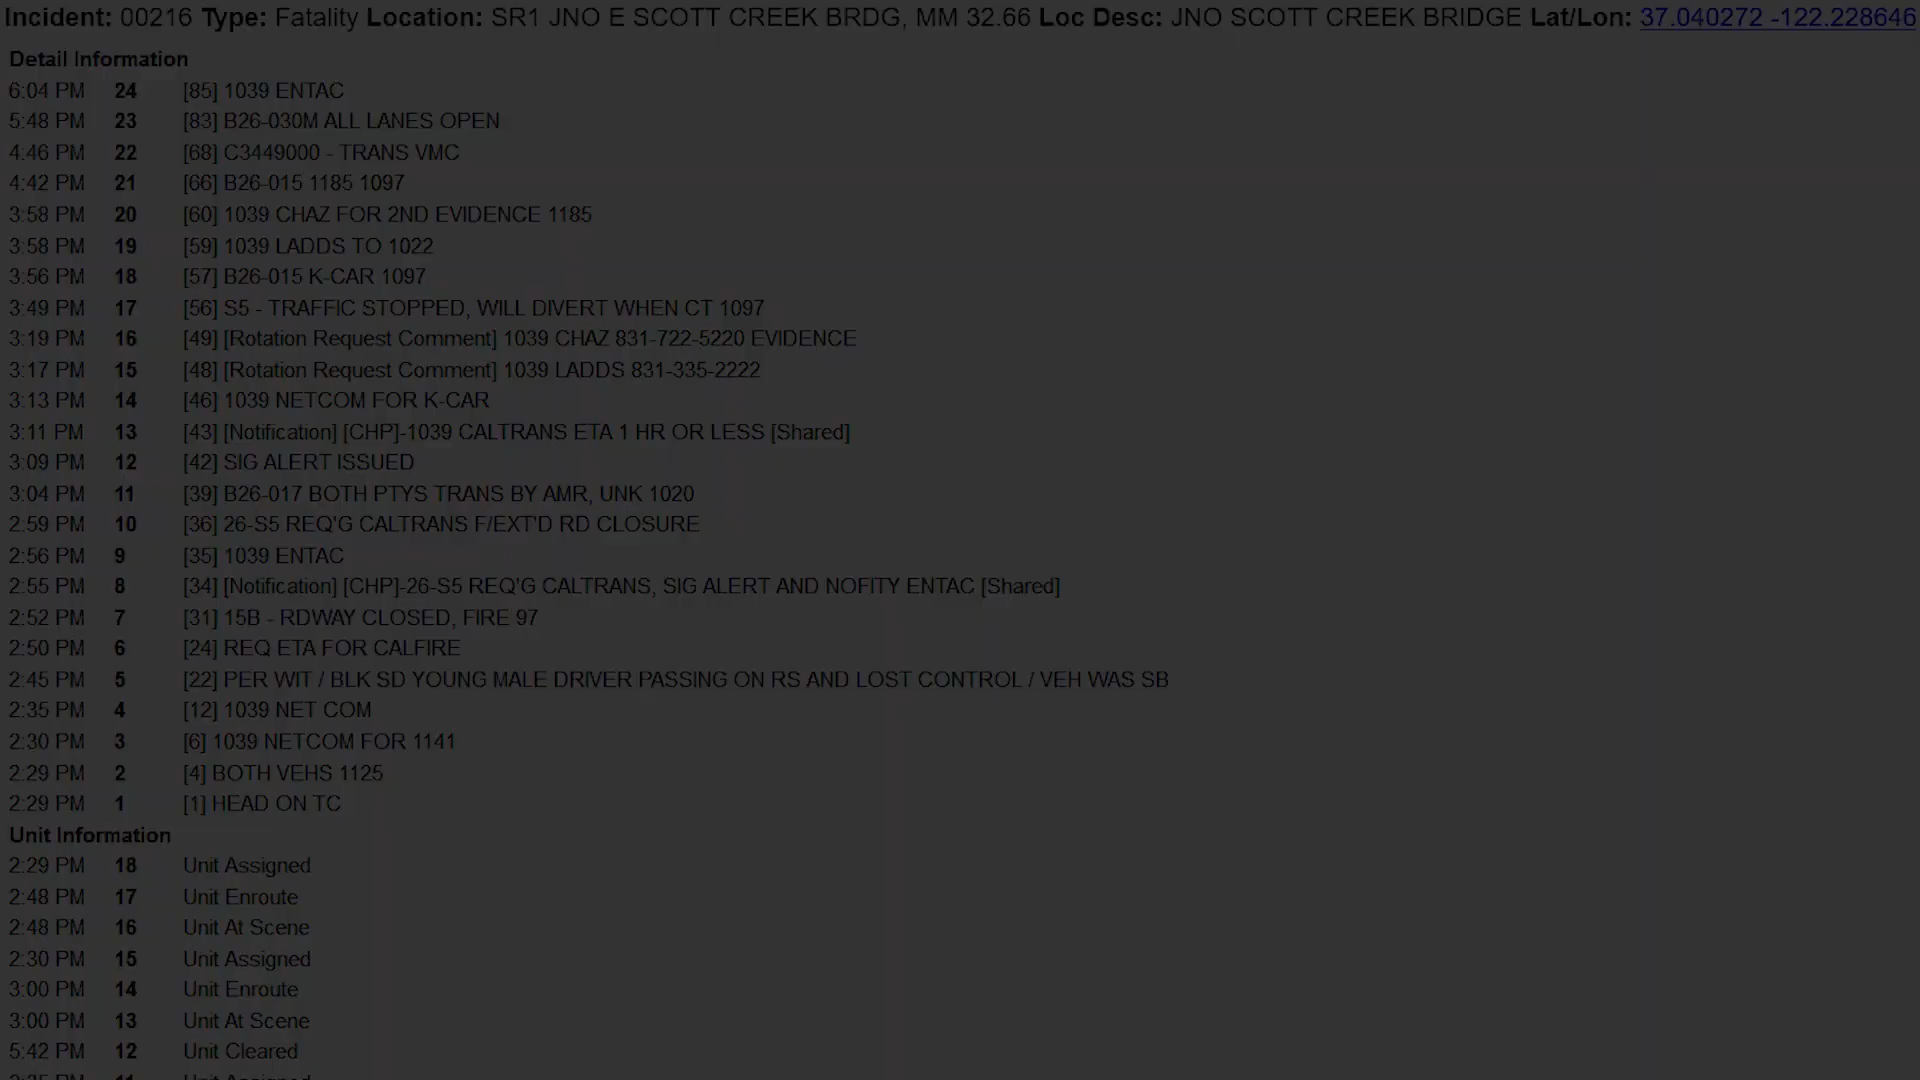 Incident: 00216 Type: Fatality Location: SR1 JNO E SCOTT CREEK BRDG, MM 32.66 Loc Desc: JNO SCOTT CREEK BRIDGE Lat/Lon: 37.040272 -122.228646
Detail Information
6:04 PM 24 [85] 1039 ENTAC
5:48 PM 23 [83] B26-030M ALL LANES OPEN
4:46 PM 22 [68] C3449000 - TRANS VMC
4:42 PM 21 [66] B26-015 1185 1097
3:58 PM 20 [60] 1039 CHAZ FOR 2ND EVIDENCE 1185
3:58 PM 19 [59] 1039 LADDS TO 1022
3:56 PM 18 [57] B26-015 K-CAR 1097
3:49 PM 17 [56] S5 - TRAFFIC STOPPED, WILL DIVERT WHEN CT 1097
3:19 PM 16 [49] [Rotation Request Comment] 1039 CHAZ 831-722-5220 EVIDENCE
3:17 PM 15 [48] [Rotation Request Comment] 1039 LADDS 831-335-2222
3:13 PM 14 [46] 1039 NETCOM FOR K-CAR
3:11 PM 13 [43] [Notification] [CHP]-1039 CALTRANS ETA 1 HR OR LESS [Shared]
3:09 PM 12 [42] SIG ALERT ISSUED
3:04 PM 11 [39] B26-017 BOTH PTYS TRANS BY AMR, UNK 1020
2:59 PM 10 [36] 26-S5 REQ'G CALTRANS F/EXT'D RD CLOSURE
2:56 PM 9 [35] 1039 ENTAC
2:55 PM 8 [34] [Notification] [CHP]-26-S5 REQ'G CALTRANS, SIG ALERT AND NOFITY ENTAC [Shared]
2:52 PM 7 [31] 15B - RDWAY CLOSED, FIRE 97
2:50 PM 6 [24] REQ ETA FOR CALFIRE
2:45 PM 5 [22] PER WIT / BLK SD YOUNG MALE DRIVER PASSING ON RS AND LOST CONTROL / VEH WAS SB
2:35 PM 4 [12] 1039 NET COM
2:30 PM 3 [6] 1039 NETCOM FOR 1141
2:29 PM 2 [4] BOTH VEHS 1125
2:29 PM 1 [1] HEAD ON TC
Unit Information
2:29 PM 18 Unit Assigned
2:48 PM 17 Unit Enroute
2:48 PM 16 Unit At Scene
2:30 PM 15 Unit Assigned
3:00 PM 14 Unit Enroute
3:00 PM 13 Unit At Scene
5:42 PM 12 Unit Cleared